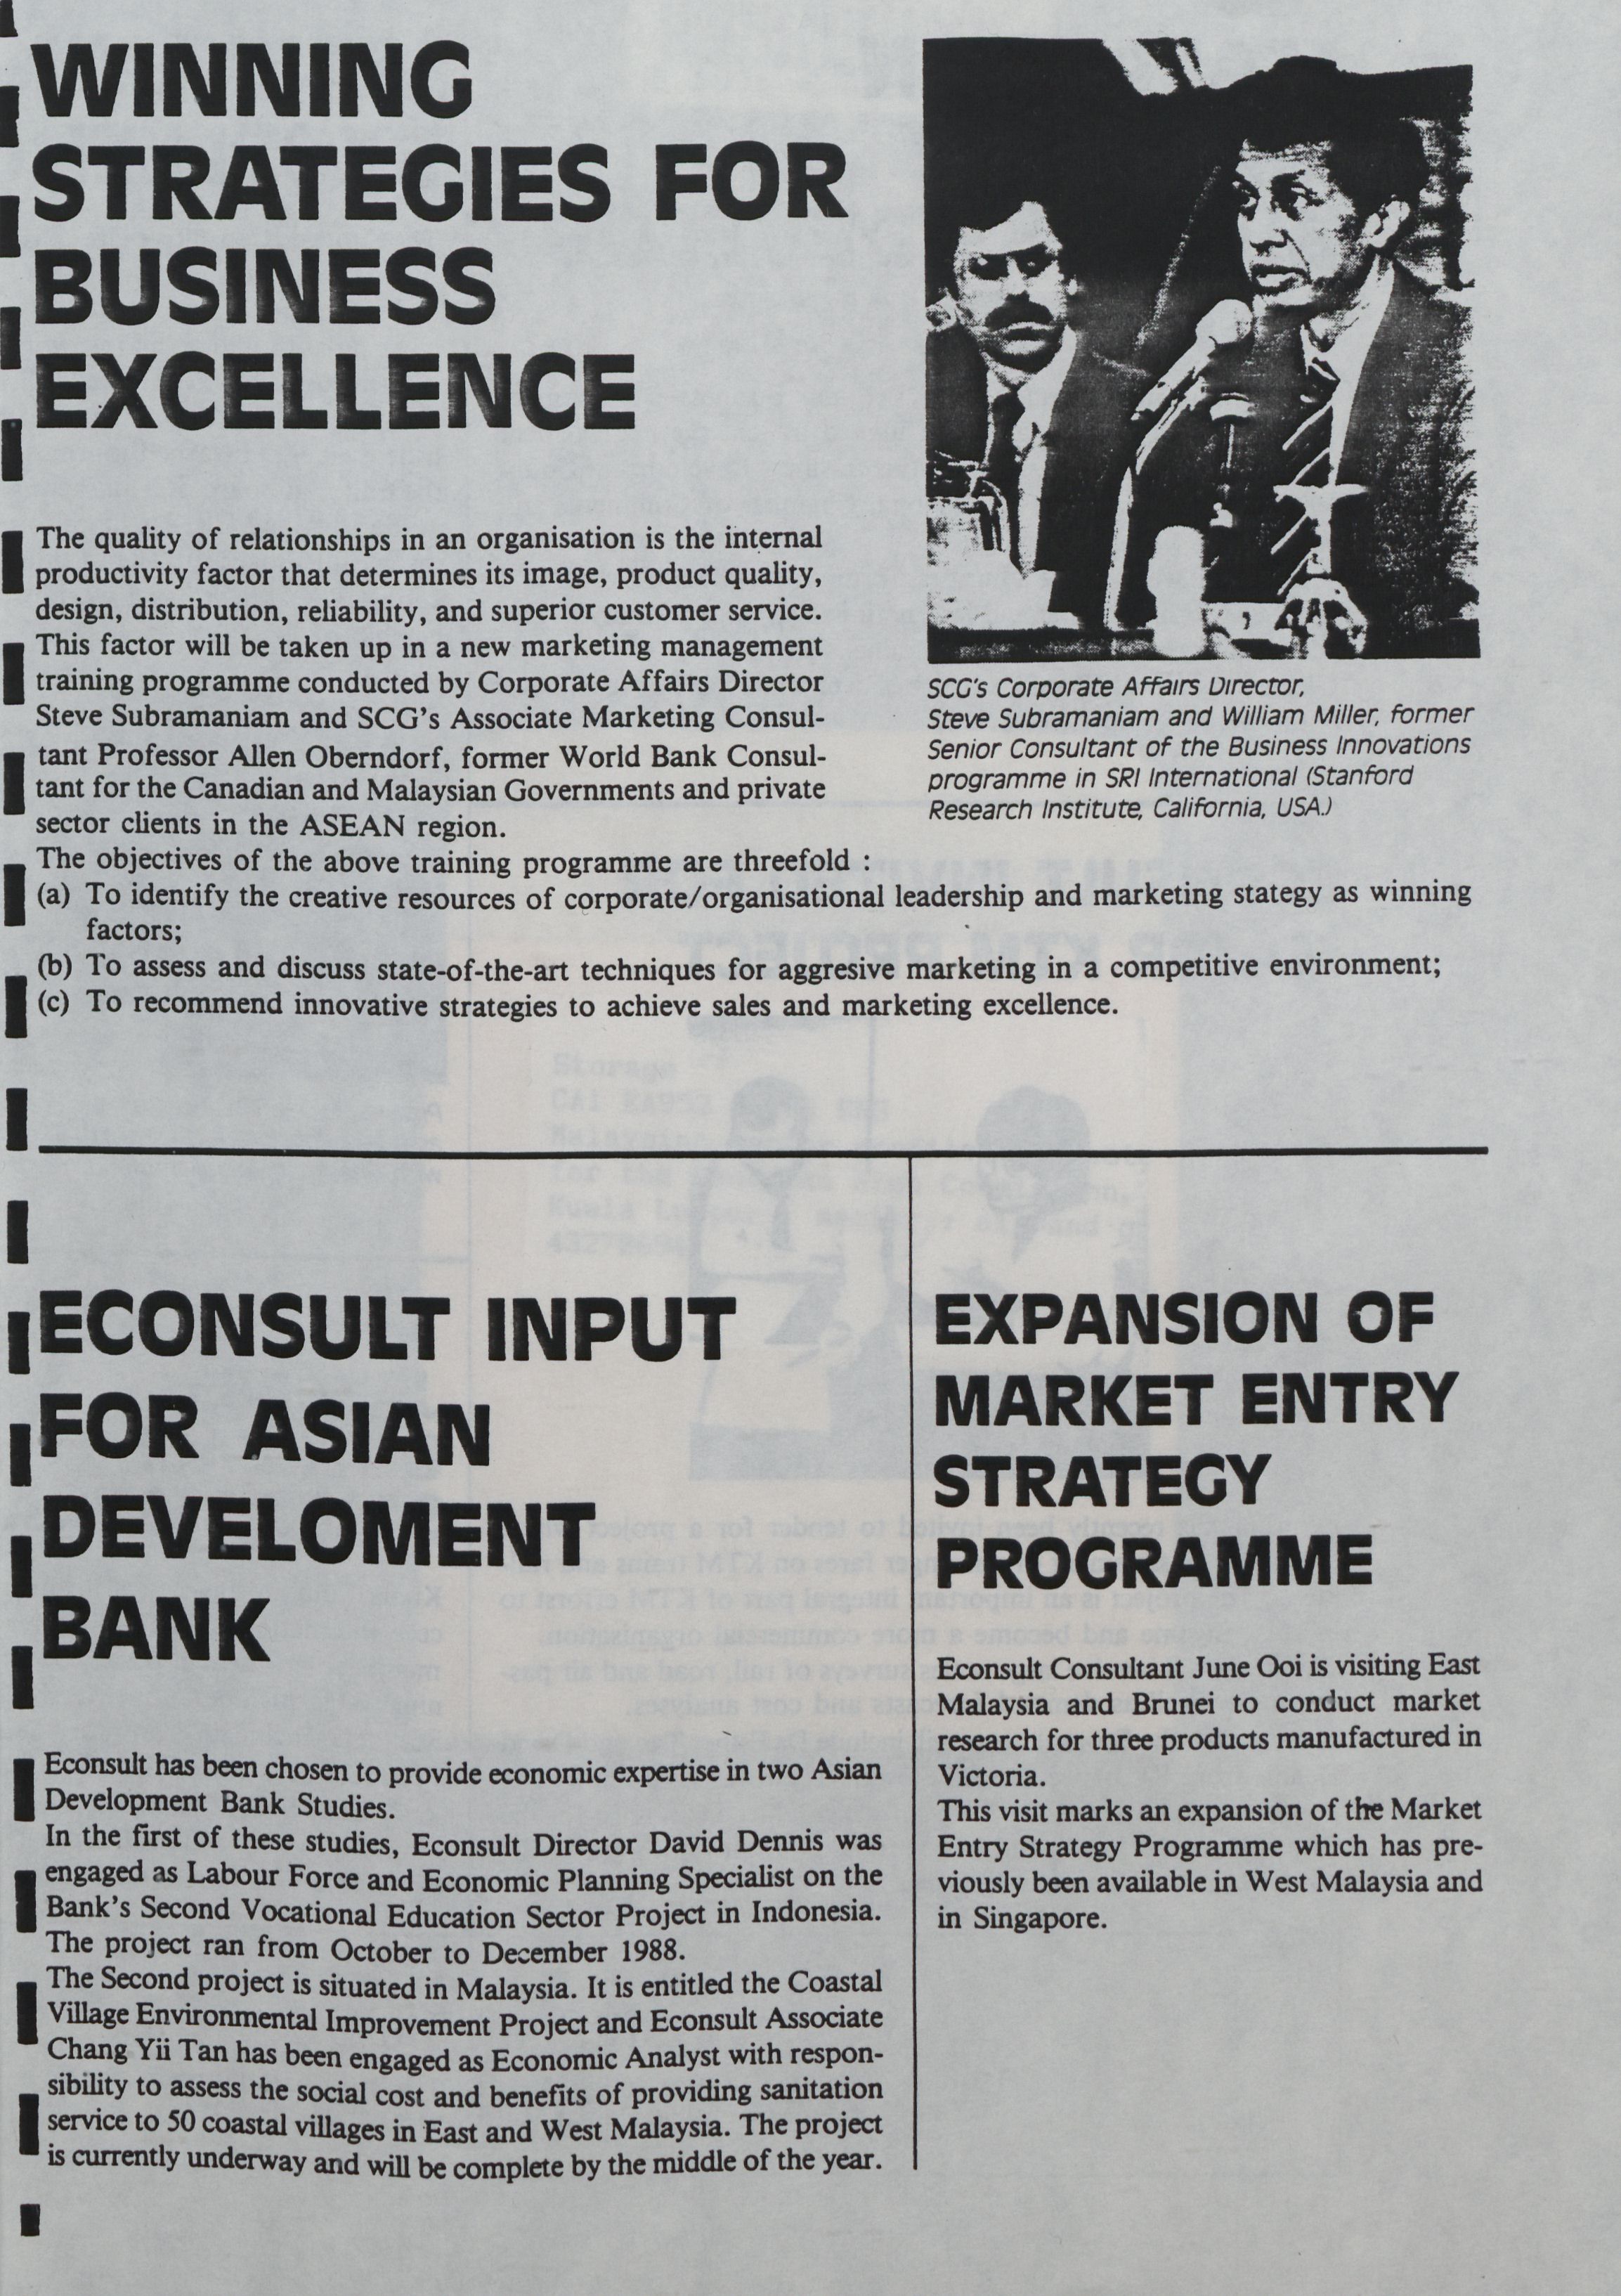 WINNING
STRATEGIES FOR
BUSINESS
EXCELLENCE
The quality of relationships in an organisation is the internal
productivity factor that determines its image, product quality,
design, distribution, reliability, and superior customer service.
This factor will be taken up in a new marketing management
training programme conducted by Corporate Affairs Director
Steve Subramaniam and SCG's Associate Marketing Consul-
tant Professor Allen Oberndorf, former World Bank Consul-
tant for the Canadian and Malaysian Governments and private
sector clients in the ASEAN region.
SCG's Corporate Affairs Director,
Steve Subramaniam and William Miller, former
Senior Consultant of the Business Innovations
programme in SRI International (Stanford
Research Institute, California, USA.)
The objectives of the above training programme are threefold :
(a) To identify the creative resources of corporate/organisational leadership and marketing stategy as winning
factors;
(b) To assess and discuss state-of-the-art techniques for aggresive marketing in a competitive environment;
(c) To recommend innovative strategies to achieve sales and marketing excellence.
ECONSULT INPUT
FOR ASIAN
DEVELOMENT
BANK
Econsult has been chosen to provide economic expertise in two Asian
Development Bank Studies.
In the first of these studies, Econsult Director David Dennis was
engaged as Labour Force and Economic Planning Specialist on the
Bank's Second Vocational Education Sector Project in Indonesia.
The project ran from October to December 1988.
The Second project is situated in Malaysia. It is entitled the Coastal
Village Environmental Improvement Project and Econsult Associate
Chang Yii Tan has been engaged as Economic Analyst with respon-
sibility to assess the social cost and benefits of providing sanitation
service to 50 coastal villages in East and West Malaysia. The project
is currently underway and will be complete by the middle of the year.
EXPANSION OF
MARKET ENTRY
STRATEGY
PROGRAMME
Econsult Consultant June Ooi is visiting East
Malaysia and Brunei to conduct market
research for three products manufactured in
Victoria.
This visit marks an expansion of the Market
Entry Strategy Programme which has pre-
viously been available in West Malaysia and
in Singapore.